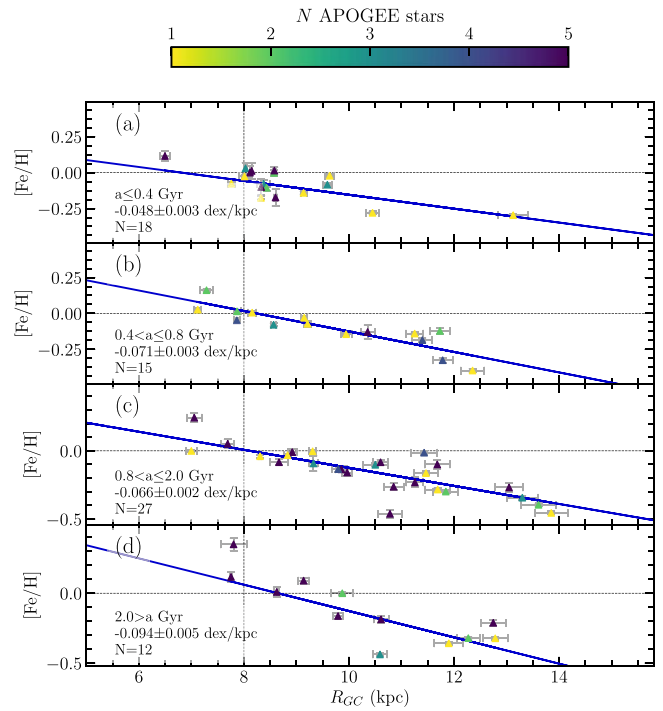 N APOGEE stars
1 2 3 4 5
(a)
[Fe/H]
0.25
0.00
−0.25
a≤0.4 Gyr
-0.048±0.003 dex/kpc
N=18
(b)
[Fe/H]
0.25
0.00
−0.25
0.4<a≤0.8 Gyr
-0.071±0.003 dex/kpc
N=15
(c)
[Fe/H]
0.0
−0.5
0.8<a≤2.0 Gyr
-0.066±0.002 dex/kpc
N=27
(d)
[Fe/H]
0.0
−0.5
2.0>a Gyr
-0.094±0.005 dex/kpc
N=12
6 8 10 12 14
R_GC (kpc)